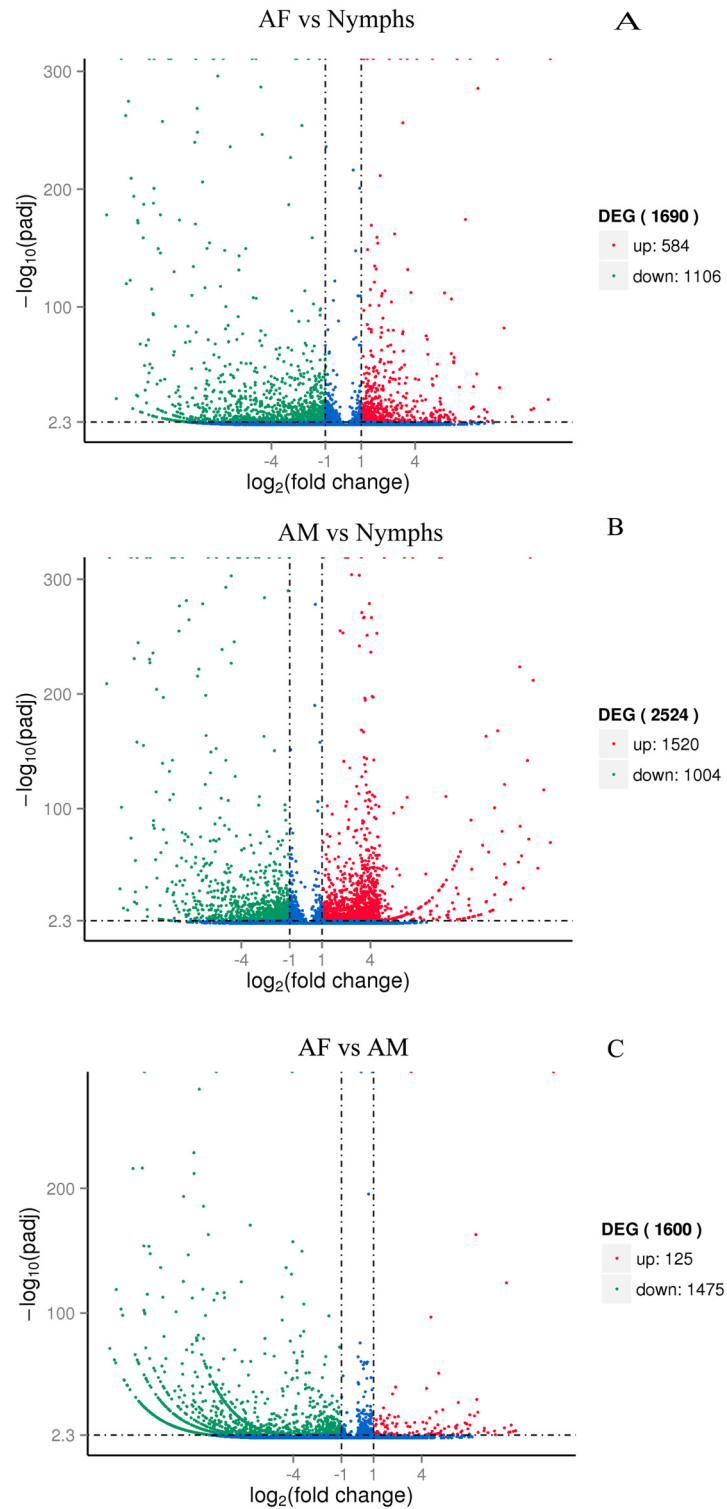 AF vs Nymphs
A
300
200
100
2.3
−log10(padj)
-4
-1
1
4
log2(fold change)
DEG ( 1690 )
up: 584
down: 1106
AM vs Nymphs
B
300
200
100
2.3
−log10(padj)
-4
-1
1
4
log2(fold change)
DEG ( 2524 )
up: 1520
down: 1004
AF vs AM
C
200
100
2.3
−log10(padj)
-4
-1
1
4
log2(fold change)
DEG ( 1600 )
up: 125
down: 1475